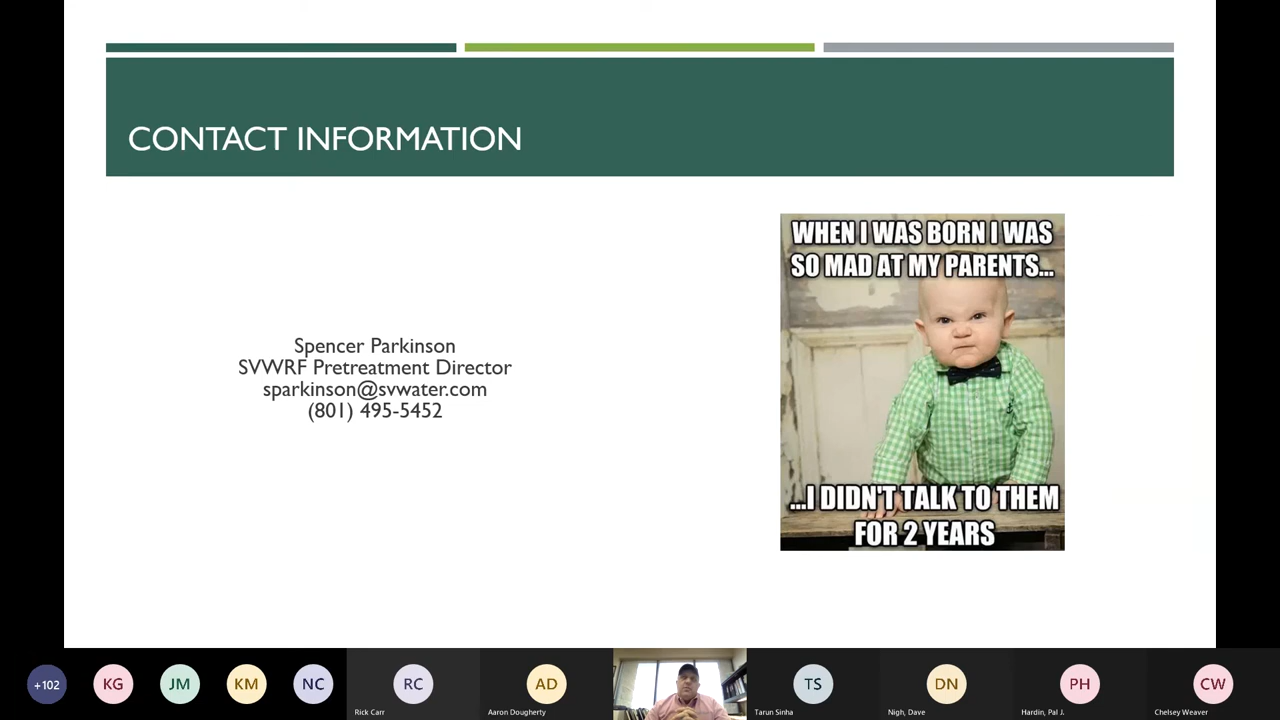 CONTACT INFORMATION
Spencer Parkinson
SVWRF Pretreatment Director
sparkinson@svwater.com
(801) 495-5452
WHEN I WAS BORN I WAS
SO MAD AT MY PARENTS...
...I DIDN'T TALK TO THEM
FOR 2 YEARS
+102
KG
JM
KM
NC
RC
Rick Carr
AD
Aaron Dougherty
TS
Tarun Sinha
DN
Nigh, Dave
PH
Hardin, Pal J.
CW
Chelsey Weaver